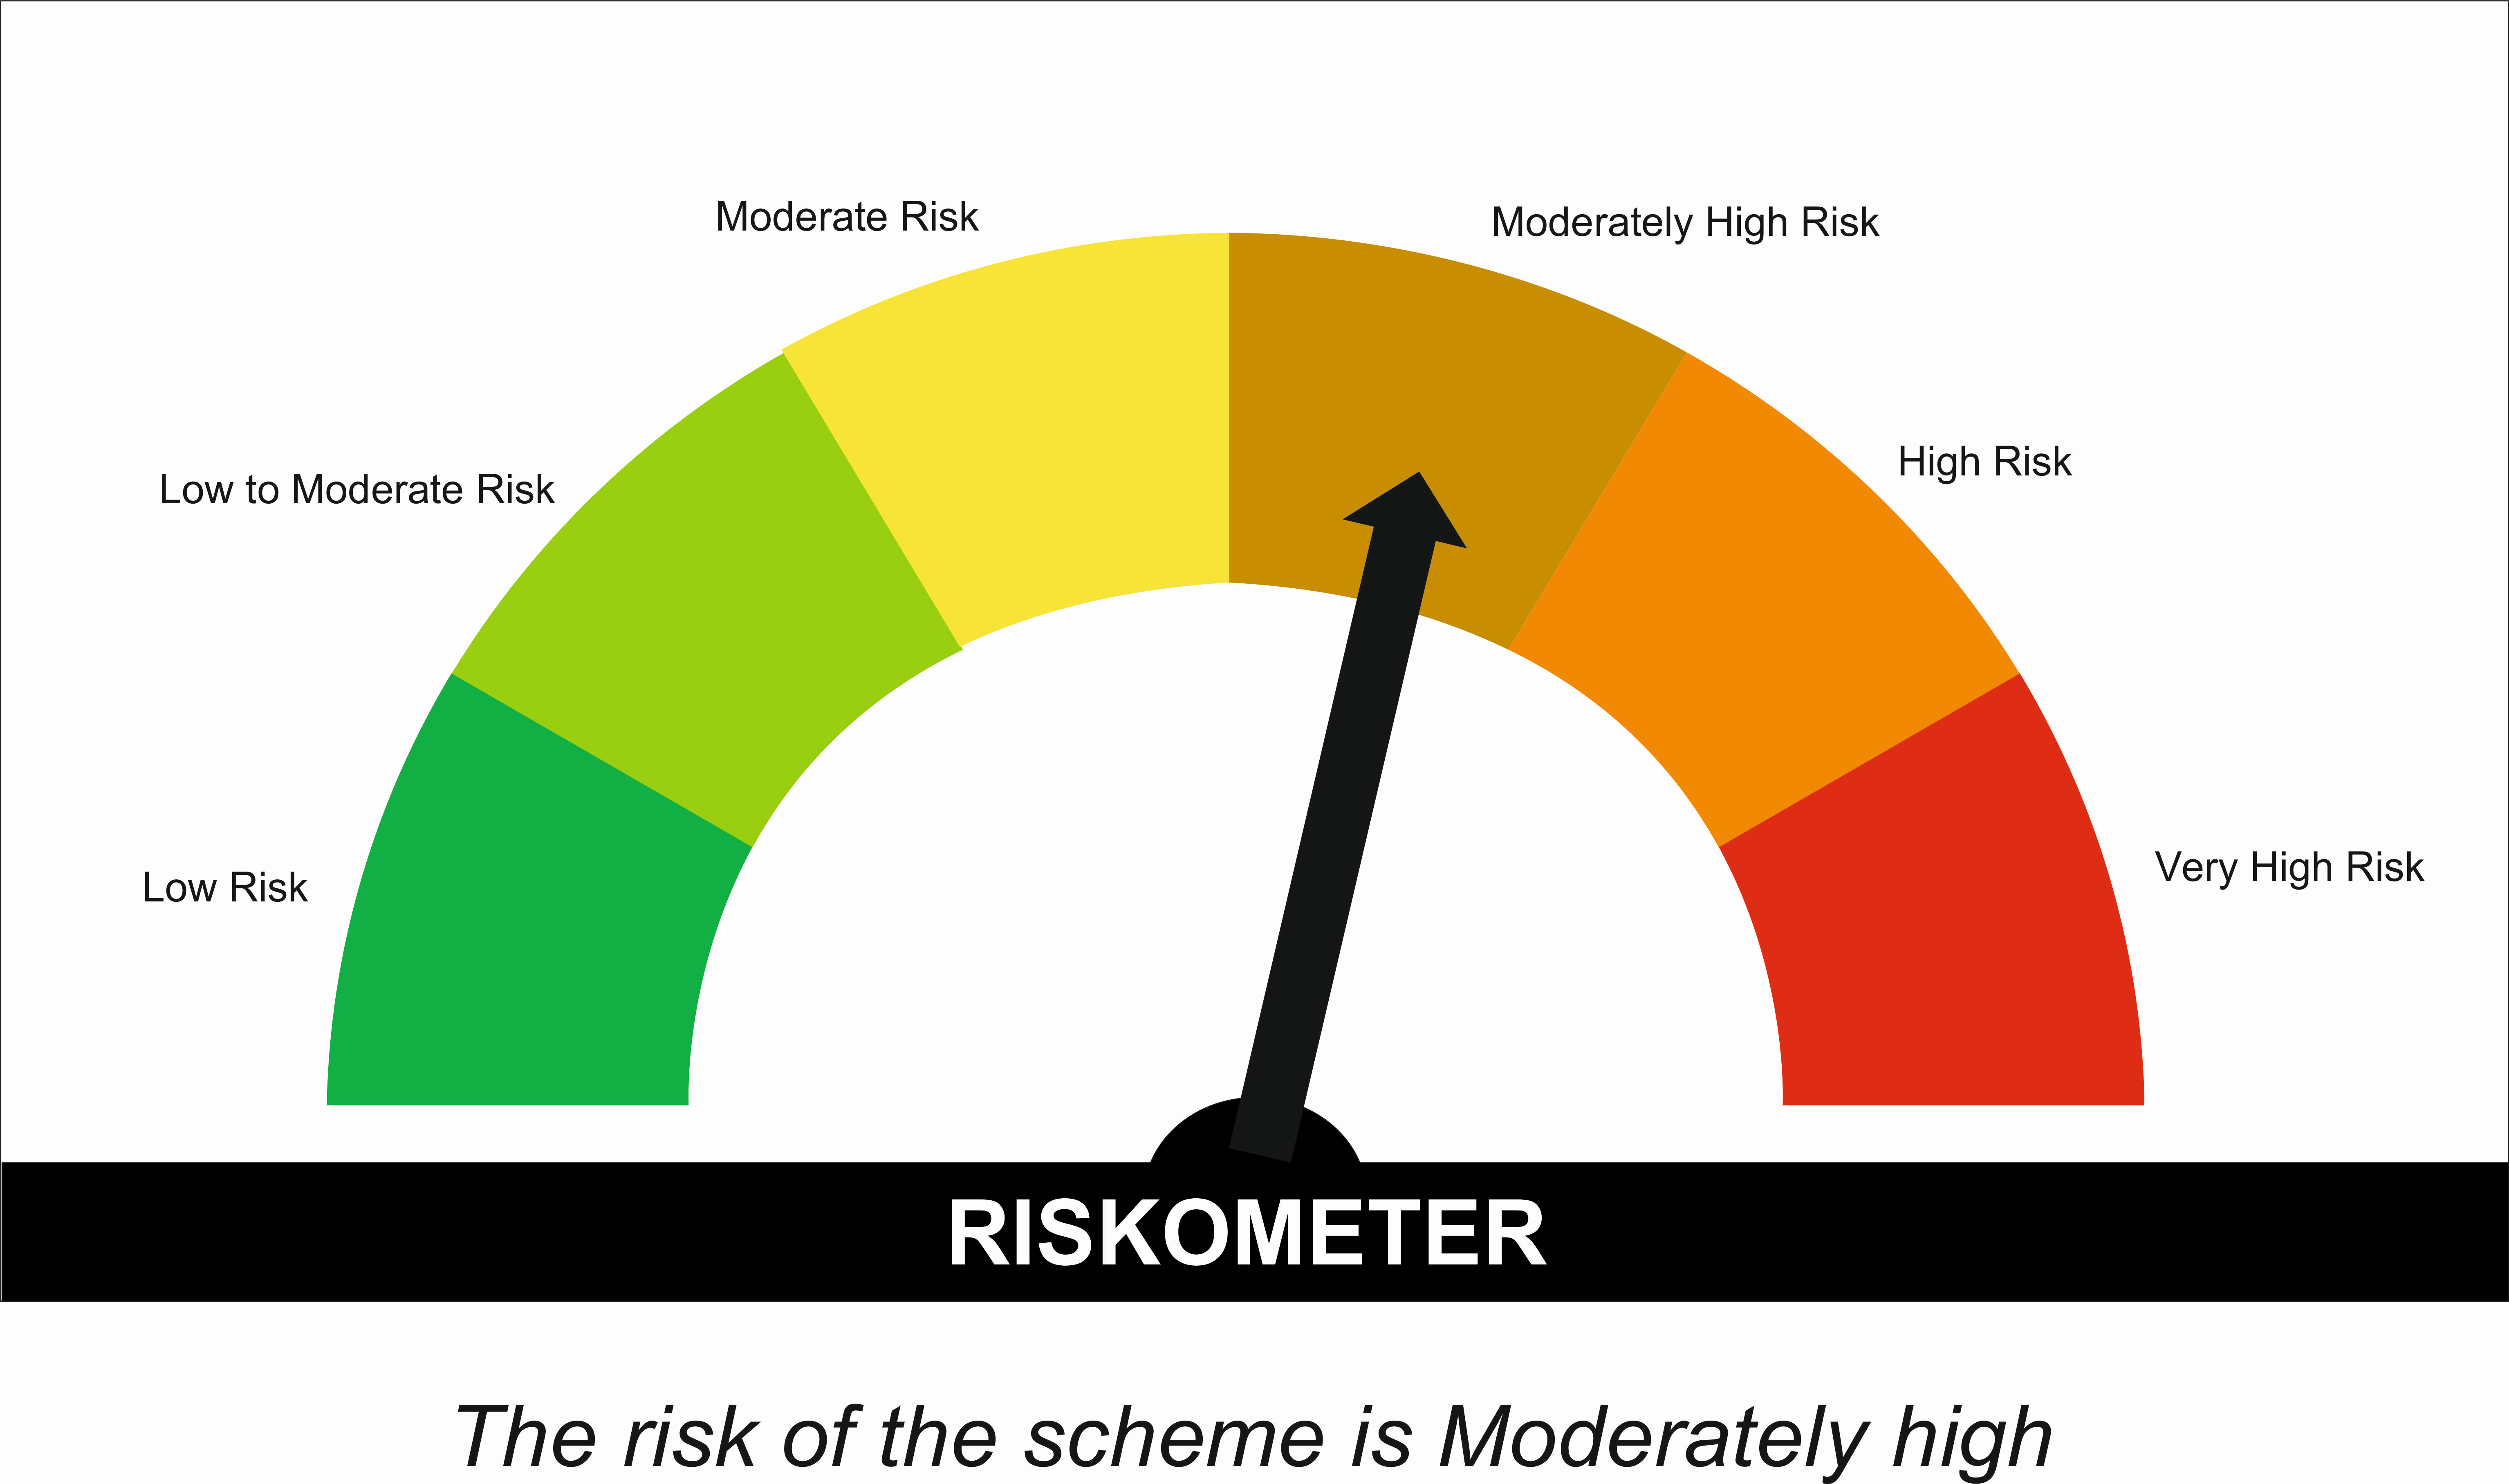 Moderate Risk
Moderately High Risk
Low to Moderate Risk
High Risk
Low Risk
Very High Risk
RISKOMETER
The risk of the scheme is Moderately high